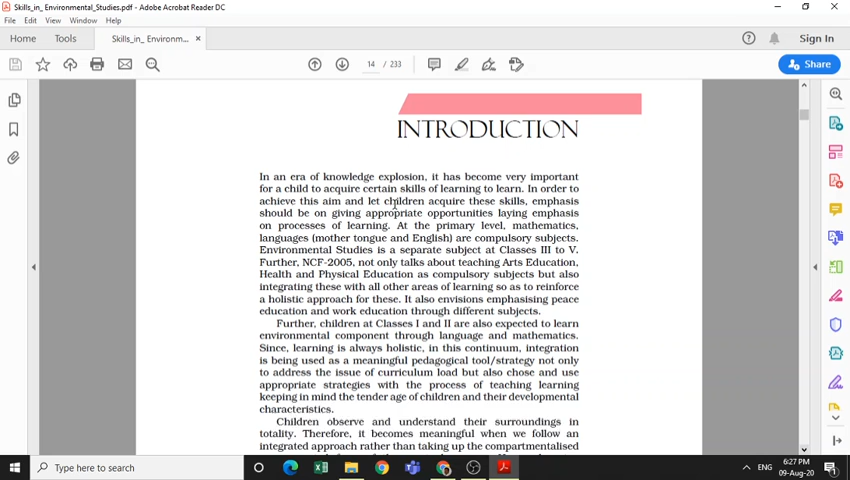 Skills_in_ Environmental_Studies.pdf - Adobe Acrobat Reader DC
File Edit View Window Help
Home Tools Skills_in_ Environm... × Sign In
14 / 233 Share
INTRODUCTION
In an era of knowledge explosion, it has become very important
for a child to acquire certain skills of learning to learn. In order to
achieve this aim and let children acquire these skills, emphasis
should be on giving appropriate opportunities laying emphasis
on processes of learning. At the primary level, mathematics,
languages (mother tongue and English) are compulsory subjects.
Environmental Studies is a separate subject at Classes III to V.
Further, NCF-2005, not only talks about teaching Arts Education,
Health and Physical Education as compulsory subjects but also
integrating these with all other areas of learning so as to reinforce
a holistic approach for these. It also envisions emphasising peace
education and work education through different subjects.
Further, children at Classes I and II are also expected to learn
environmental component through language and mathematics.
Since, learning is always holistic, in this continuum, integration
is being used as a meaningful pedagogical tool/strategy not only
to address the issue of curriculum load but also chose and use
appropriate strategies with the process of teaching learning
keeping in mind the tender age of children and their developmental
characteristics.
Children observe and understand their surroundings in
totality. Therefore, it becomes meaningful when we follow an
integrated approach rather than taking up the compartmentalised
Type here to search
ENG
6:27 PM
09-Aug-20